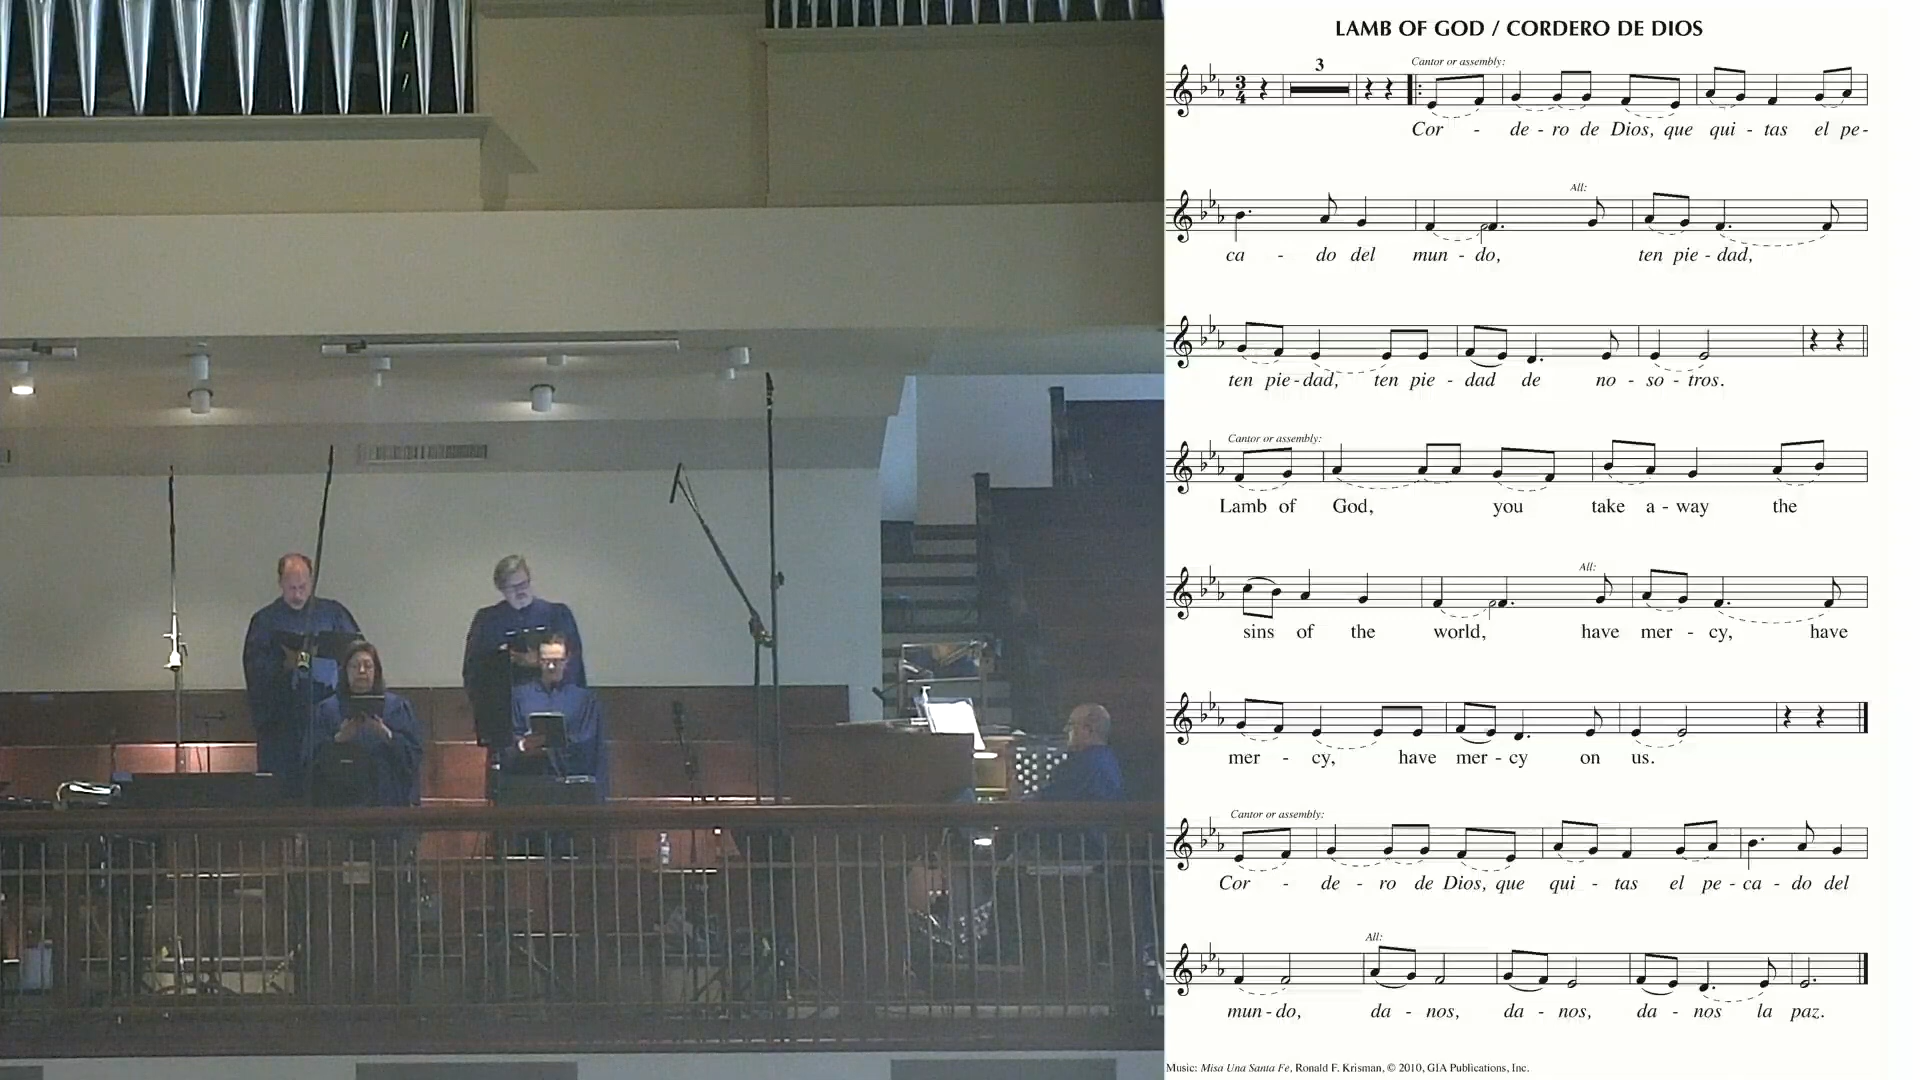 LAMB OF GOD / CORDERO DE DIOS
Cantor or assembly:
3
3
4
Cor - de - ro de Dios, que qui - tas el pe-
All:
ca - do del mun - do, ten pie - dad,
ten pie - dad, ten pie - dad de no - so - tros.
Cantor or assembly:
Lamb of God, you take a - way the
All:
sins of the world, have mer - cy, have
mer - cy, have mer - cy on us.
Cantor or assembly:
Cor - de - ro de Dios, que qui - tas el pe - ca - do del
All:
mun - do, da - nos, da - nos, da - nos la paz.
Music: Misa Una Santa Fe, Ronald F. Krisman, © 2010, GIA Publications, Inc.